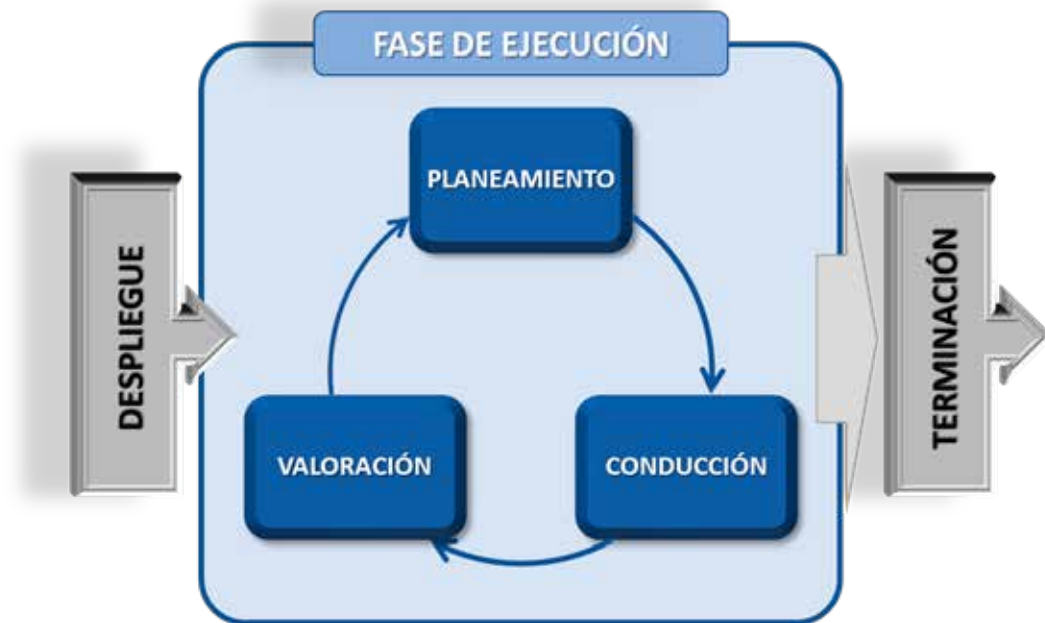 FASE DE EJECUCIÓN
DESPLIEGUE
PLANEAMIENTO
VALORACIÓN
CONDUCCIÓN
TERMINACIÓN